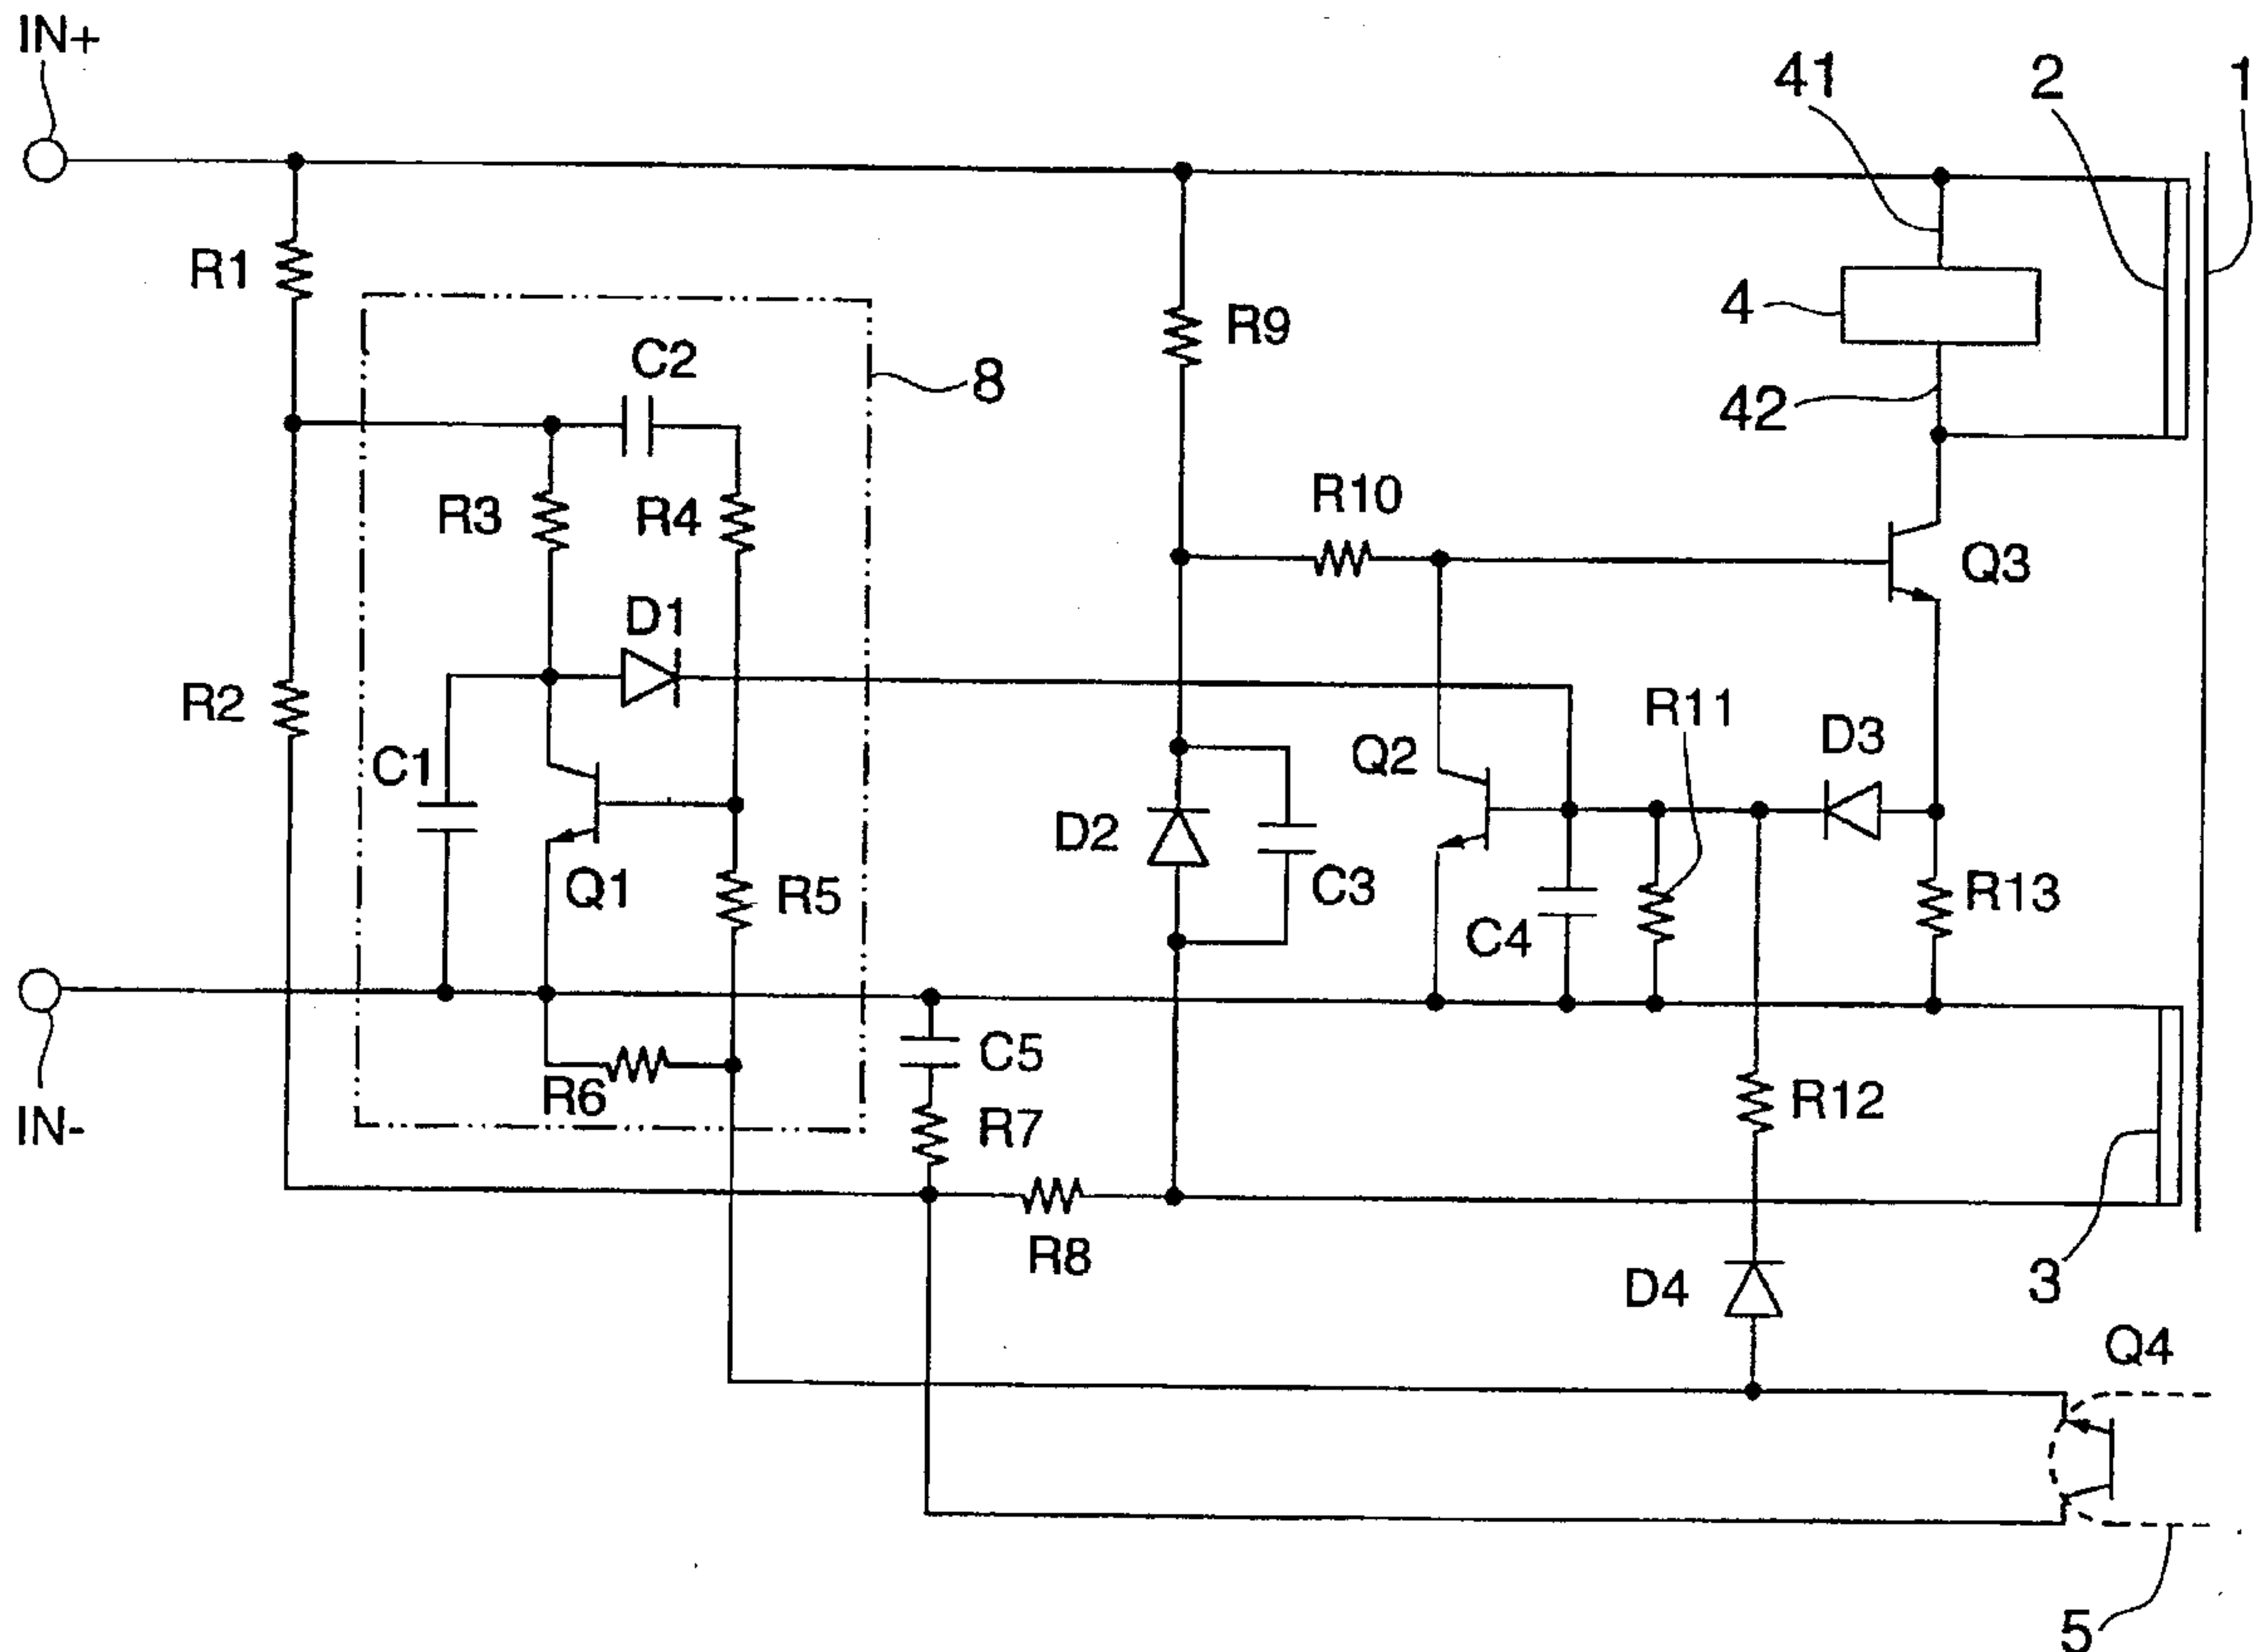 IN+
41
2
1
R1
R9
4
C2
8
42
R3
R4
R10
Q3
D1
R2
R11
C1
Q2
D3
D2
Q1
R5
C3
C4
R13
C5
R6
R7
R12
IN-
R8
D4
3
Q4
5